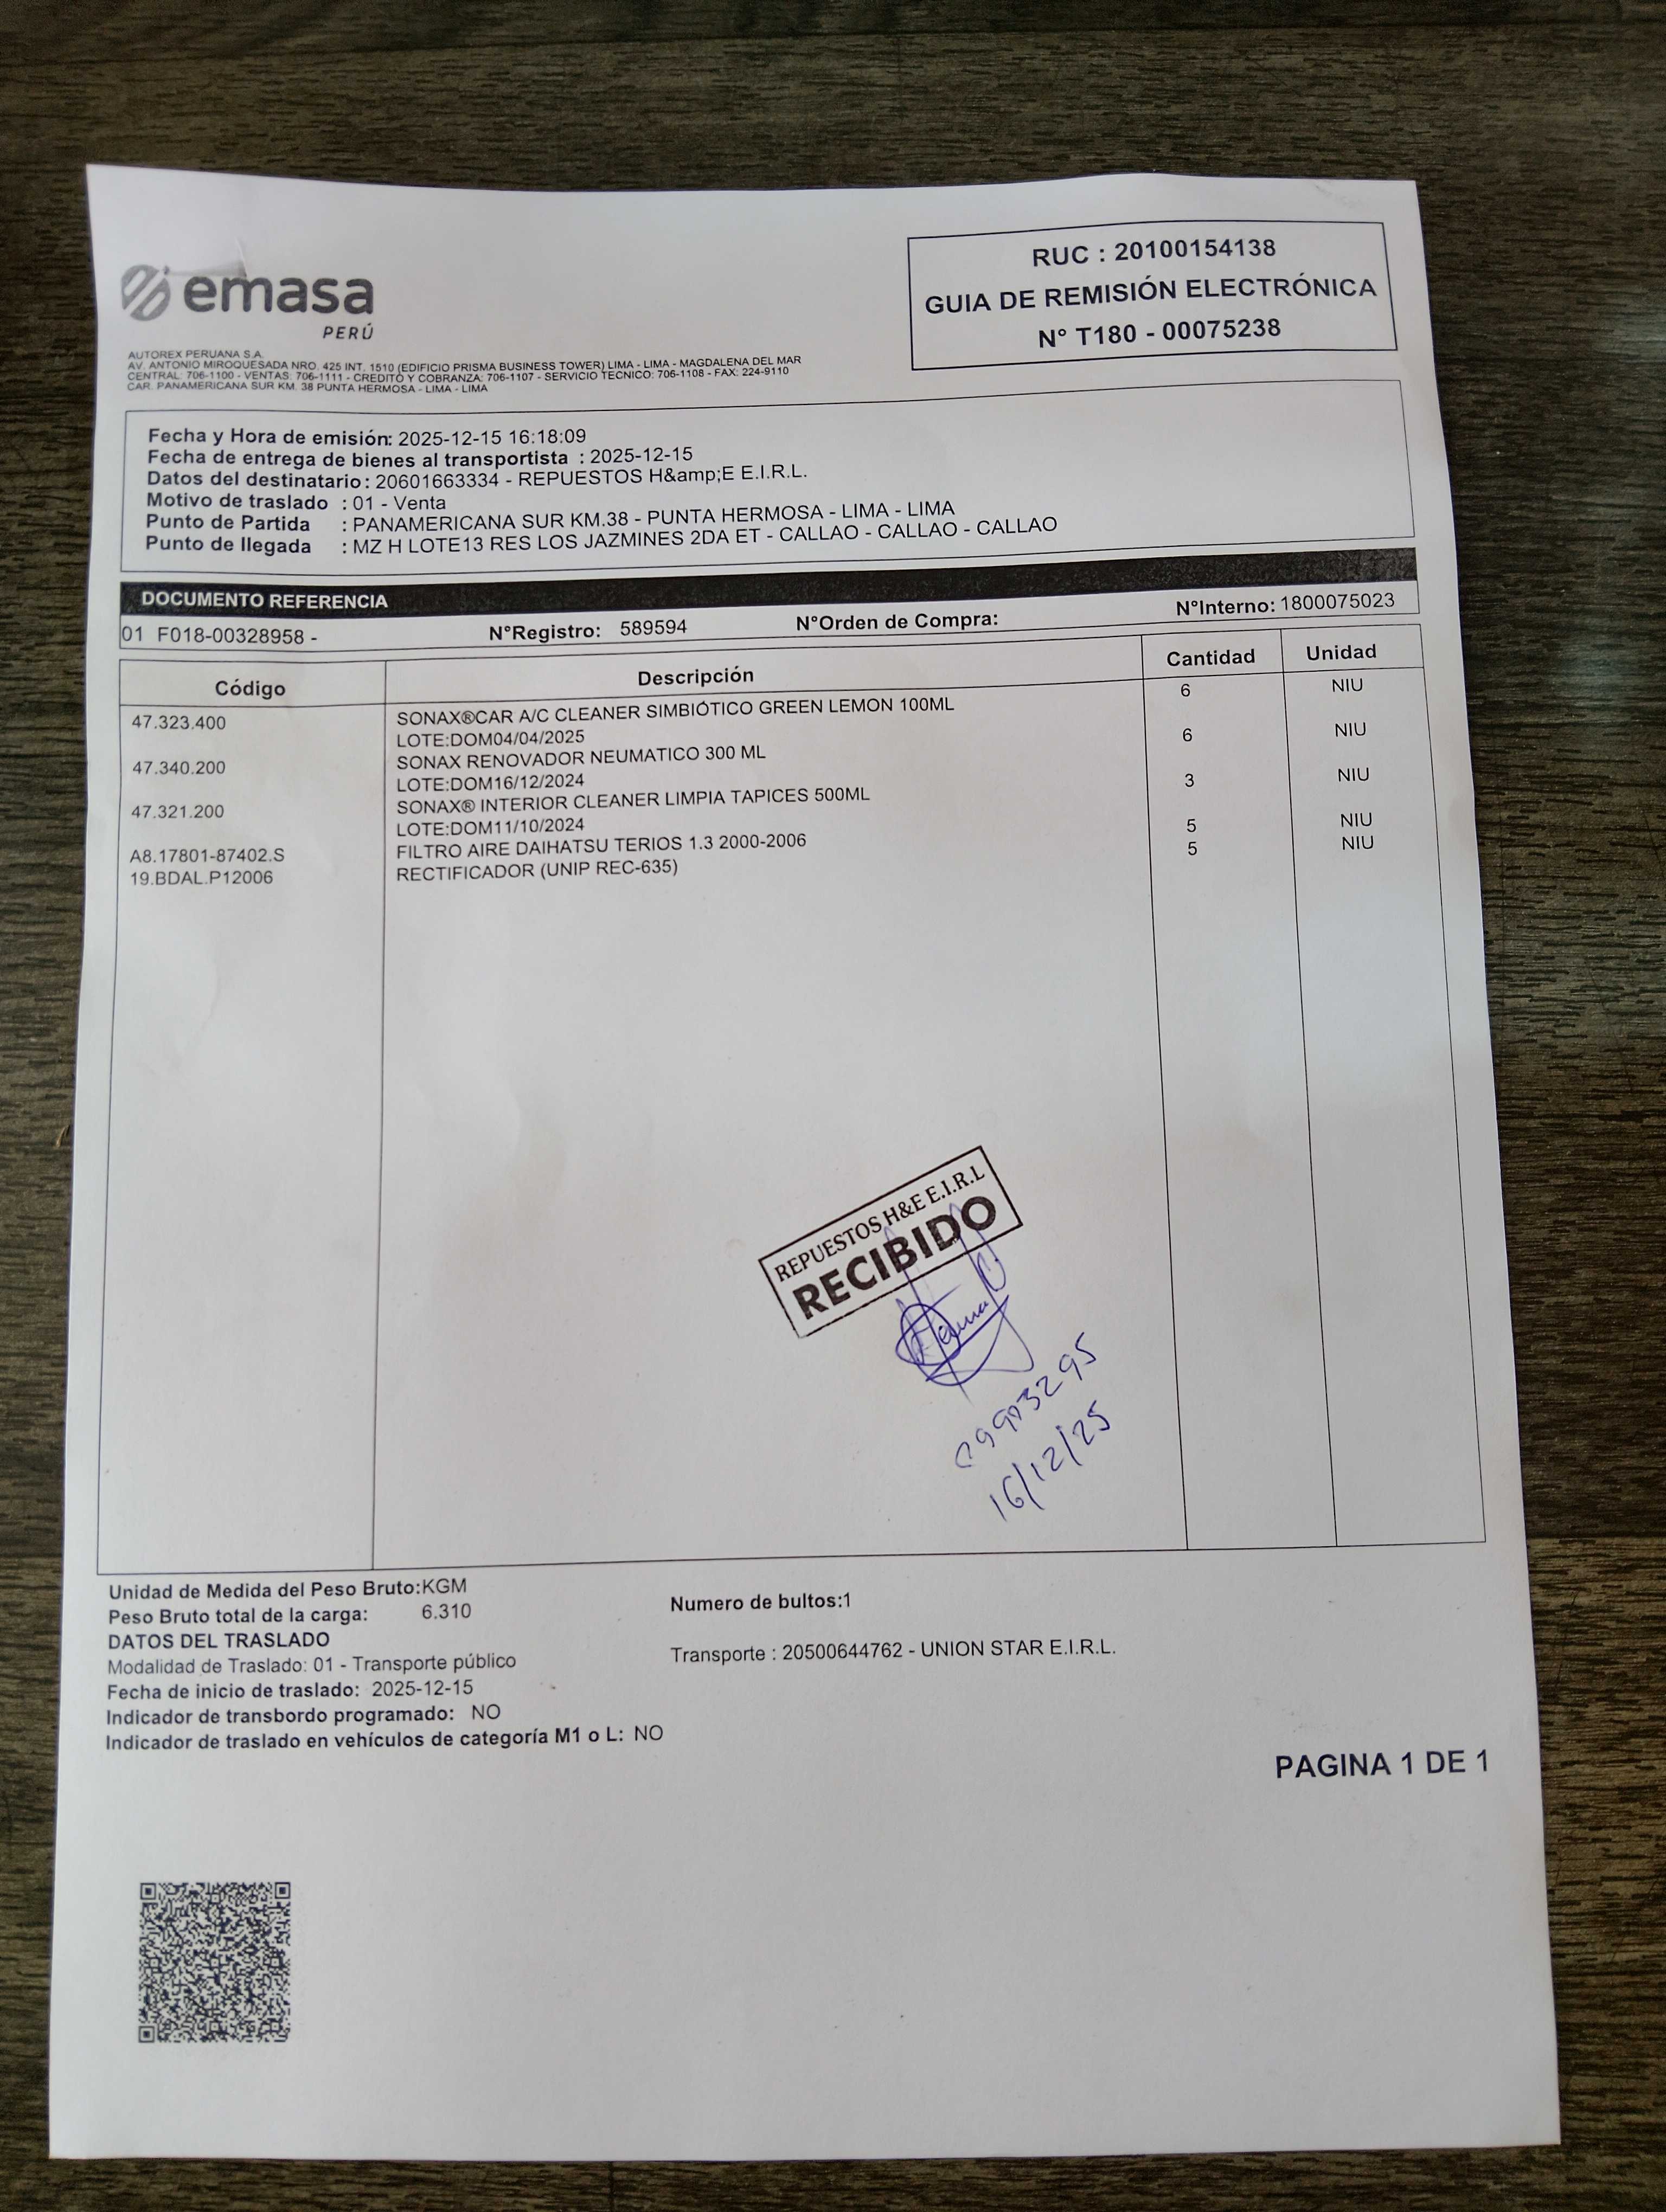 emasa
PERÚ
RUC : 20100154138
GUIA DE REMISIÓN ELECTRÓNICA
N° T180 - 00075238
AUTOREX PERUANA S.A.
AV. ANTONIO MIROQUESADA NRO. 425 INT. 1510 (EDIFICIO PRISMA BUSINESS TOWER) LIMA - LIMA - MAGDALENA DEL MAR
CENTRAL: 706-1100 - VENTAS: 706-1111 - CREDITO Y COBRANZA: 706-1107 - SERVICIO TECNICO: 706-1108 - FAX: 224-9110
CAR. PANAMERICANA SUR KM. 38 PUNTA HERMOSA - LIMA - LIMA
Fecha y Hora de emisión: 2025-12-15 16:18:09
Fecha de entrega de bienes al transportista : 2025-12-15
Datos del destinatario: 20601663334 - REPUESTOS H&amp;E E.I.R.L.
Motivo de traslado : 01 - Venta
Punto de Partida : PANAMERICANA SUR KM.38 - PUNTA HERMOSA - LIMA - LIMA
Punto de llegada : MZ H LOTE13 RES LOS JAZMINES 2DA ET - CALLAO - CALLAO - CALLAO
DOCUMENTO REFERENCIA
01 F018-00328958 - N°Registro: 589594 N°Orden de Compra: N°Interno: 1800075023
Código Descripción Cantidad Unidad
47.323.400 SONAX®CAR A/C CLEANER SIMBIÓTICO GREEN LEMON 100ML 6 NIU
LOTE:DOM04/04/2025
47.340.200 SONAX RENOVADOR NEUMATICO 300 ML 6 NIU
LOTE:DOM16/12/2024
47.321.200 SONAX® INTERIOR CLEANER LIMPIA TAPICES 500ML 3 NIU
LOTE:DOM11/10/2024
A8.17801-87402.S FILTRO AIRE DAIHATSU TERIOS 1.3 2000-2006 5 NIU
19.BDAL.P12006 RECTIFICADOR (UNIP REC-635) 5 NIU
REPUESTOS H&E E.I.R.L
RECIBIDO
16/12/25
Unidad de Medida del Peso Bruto:KGM
Peso Bruto total de la carga: 6.310 Numero de bultos:1
DATOS DEL TRASLADO
Modalidad de Traslado: 01 - Transporte público Transporte : 20500644762 - UNION STAR E.I.R.L.
Fecha de inicio de traslado: 2025-12-15
Indicador de transbordo programado: NO
Indicador de traslado en vehículos de categoría M1 o L: NO
PAGINA 1 DE 1